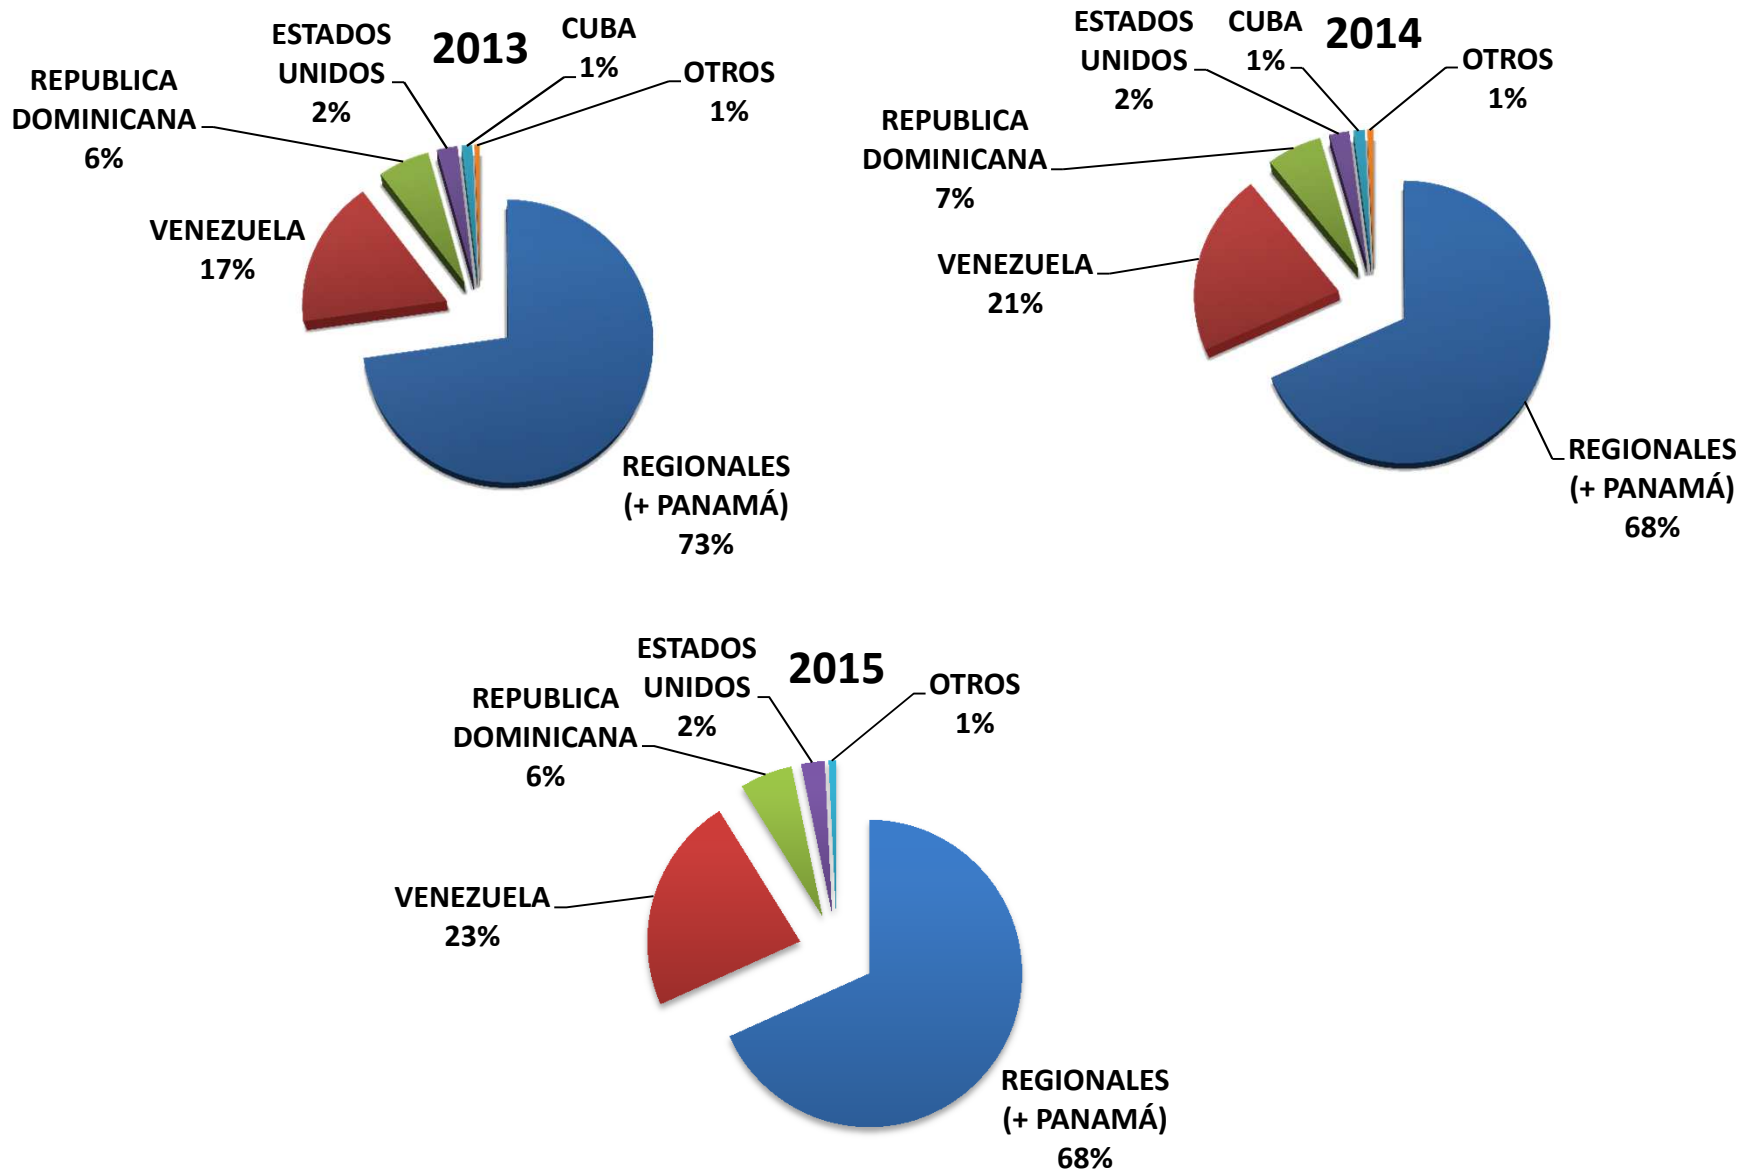 2013
ESTADOS
UNIDOS
2%
CUBA
1%
OTROS
1%
REPUBLICA
DOMINICANA
6%
VENEZUELA
17%
REGIONALES
(+ PANAMÁ)
73%
2014
ESTADOS
UNIDOS
2%
CUBA
1%
OTROS
1%
REPUBLICA
DOMINICANA
7%
VENEZUELA
21%
REGIONALES
(+ PANAMÁ)
68%
2015
ESTADOS
UNIDOS
2%
OTROS
1%
REPUBLICA
DOMINICANA
6%
VENEZUELA
23%
REGIONALES
(+ PANAMÁ)
68%